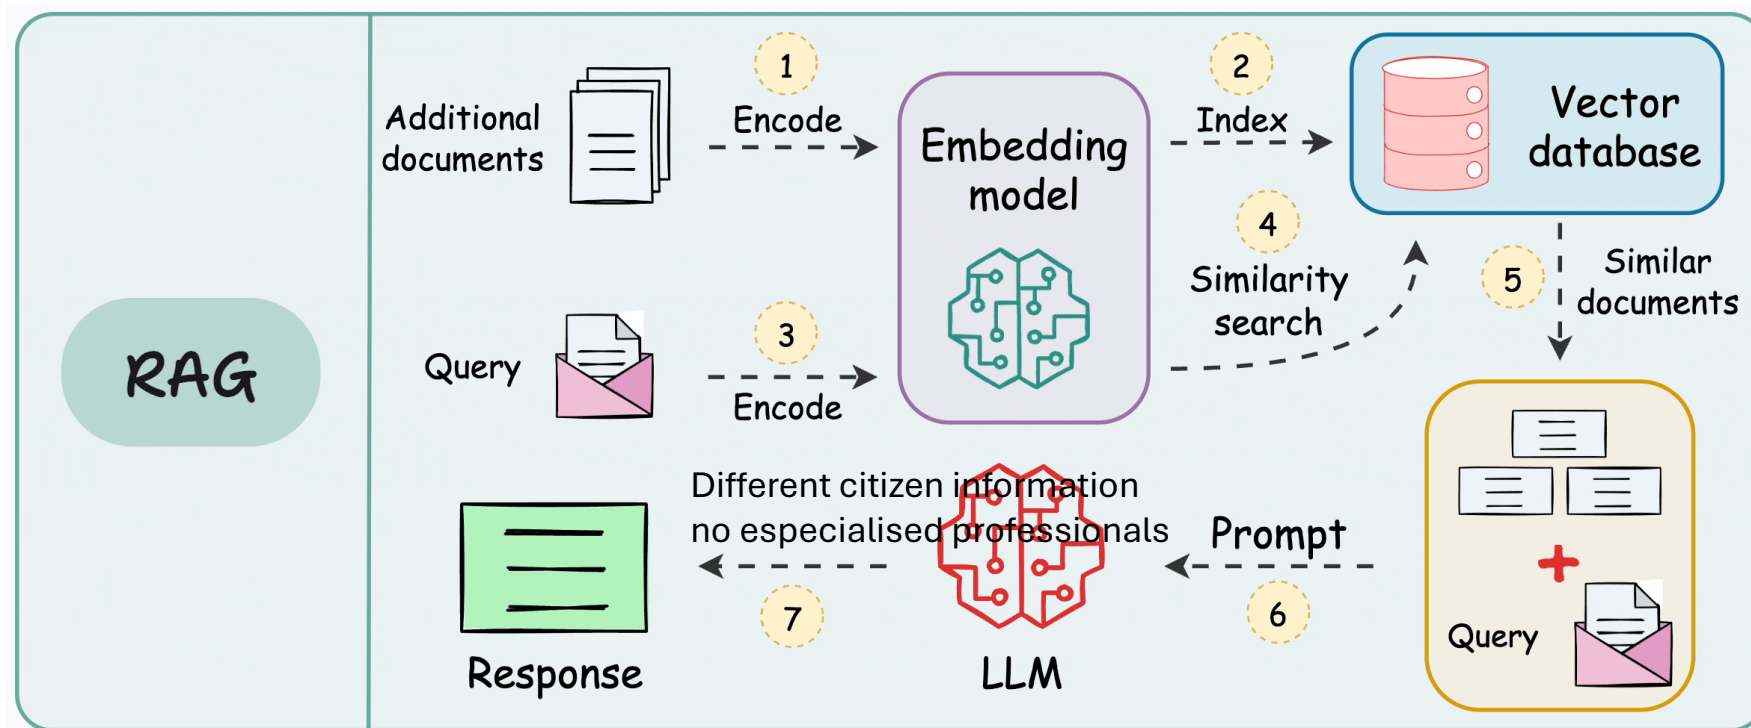 RAG
Additional
documents
1
Encode
Embedding
model
2
Index
Vector
database
Query
3
Encode
4
Similarity
search
5
Similar
documents
Query
Prompt
6
LLM
Different citizen information
no especialised professionals
7
Response